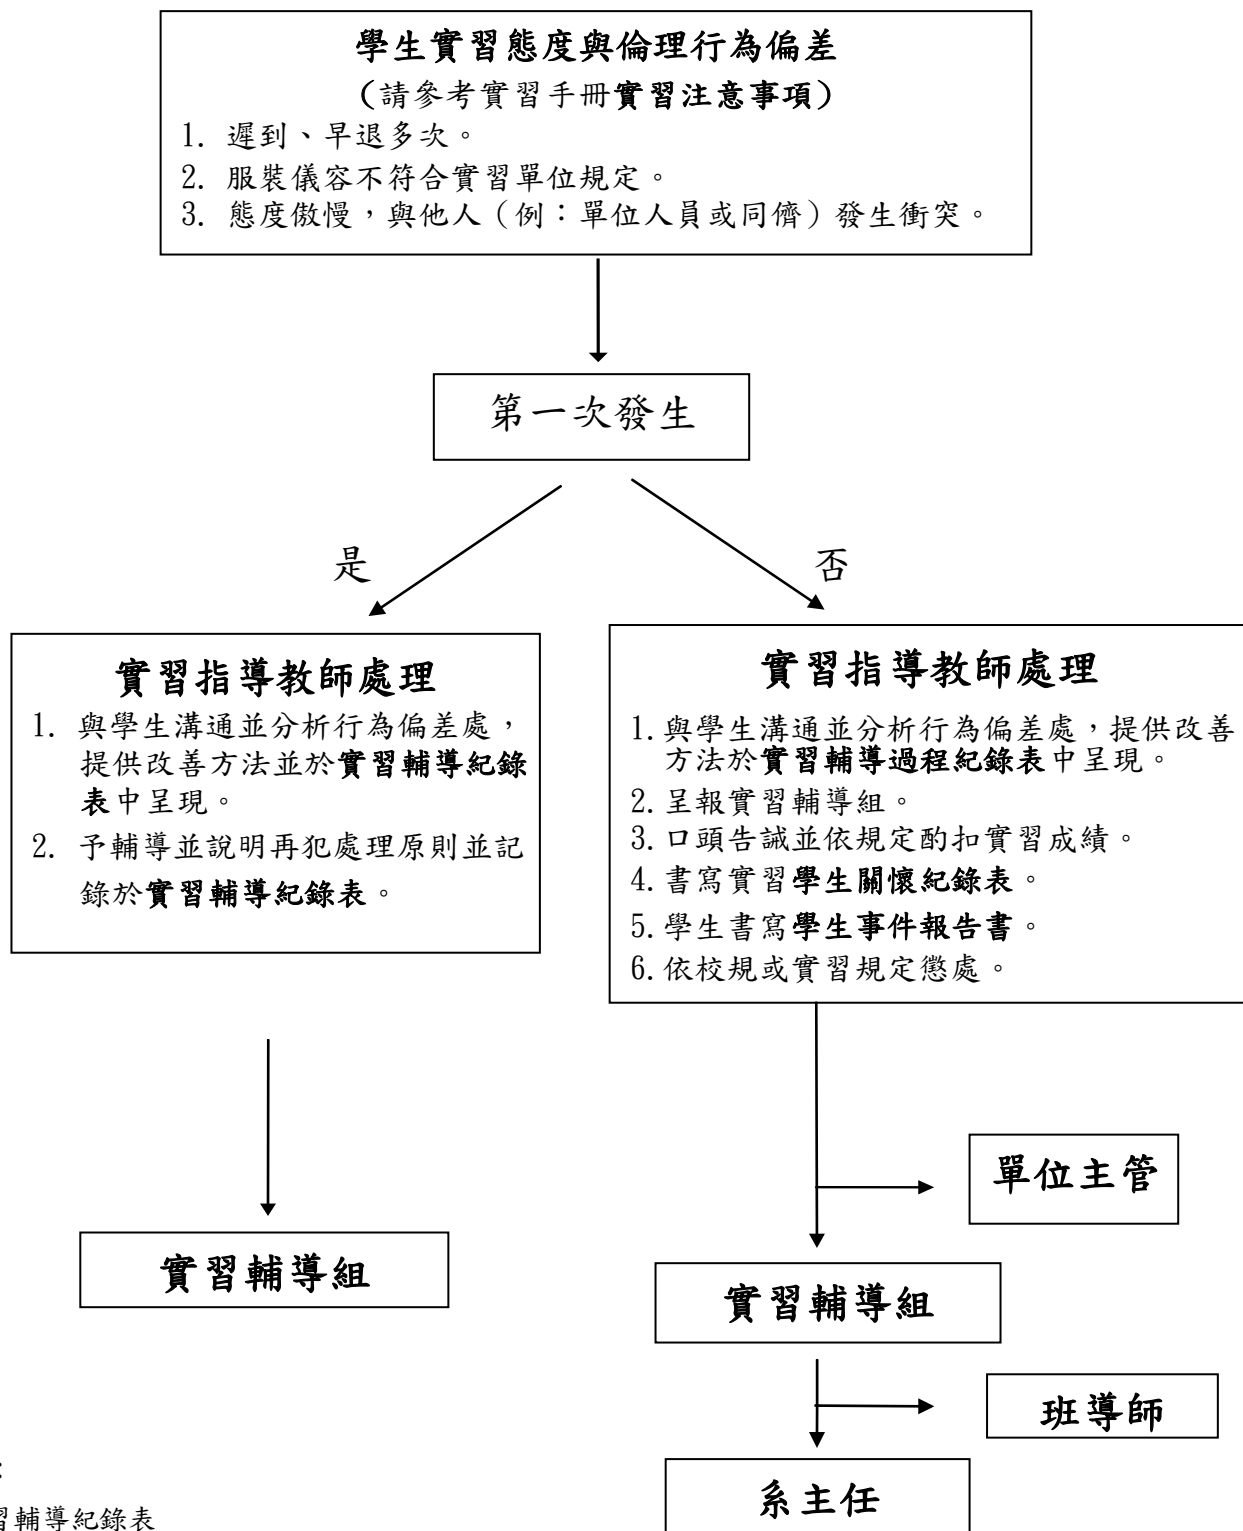 學生實習態度與倫理行為偏差
(請參考實習手冊實習注意事項)
1. 遲到、早退多次。
2. 服裝儀容不符合實習單位規定。
3. 態度傲慢，與他人（例：單位人員或同儕）發生衝突。
第一次發生
是
否
實習指導教師處理
1. 與學生溝通並分析行為偏差處，
提供改善方法並於實習輔導紀錄
表中呈現。
2. 予輔導並說明再犯處理原則並記
錄於實習輔導紀錄表。
實習指導教師處理
1.與學生溝通並分析行為偏差處，提供改善
方法於實習輔導過程紀錄表中呈現。
2.呈報實習輔導組。
3.口頭告誡並依規定酌扣實習成績。
4.書寫實習學生關懷紀錄表。
5.學生書寫學生事件報告書。
6.依校規或實習規定懲處。
單位主管
實習輔導組
實習輔導組
班導師
系主任
：
習輔導紀錄表